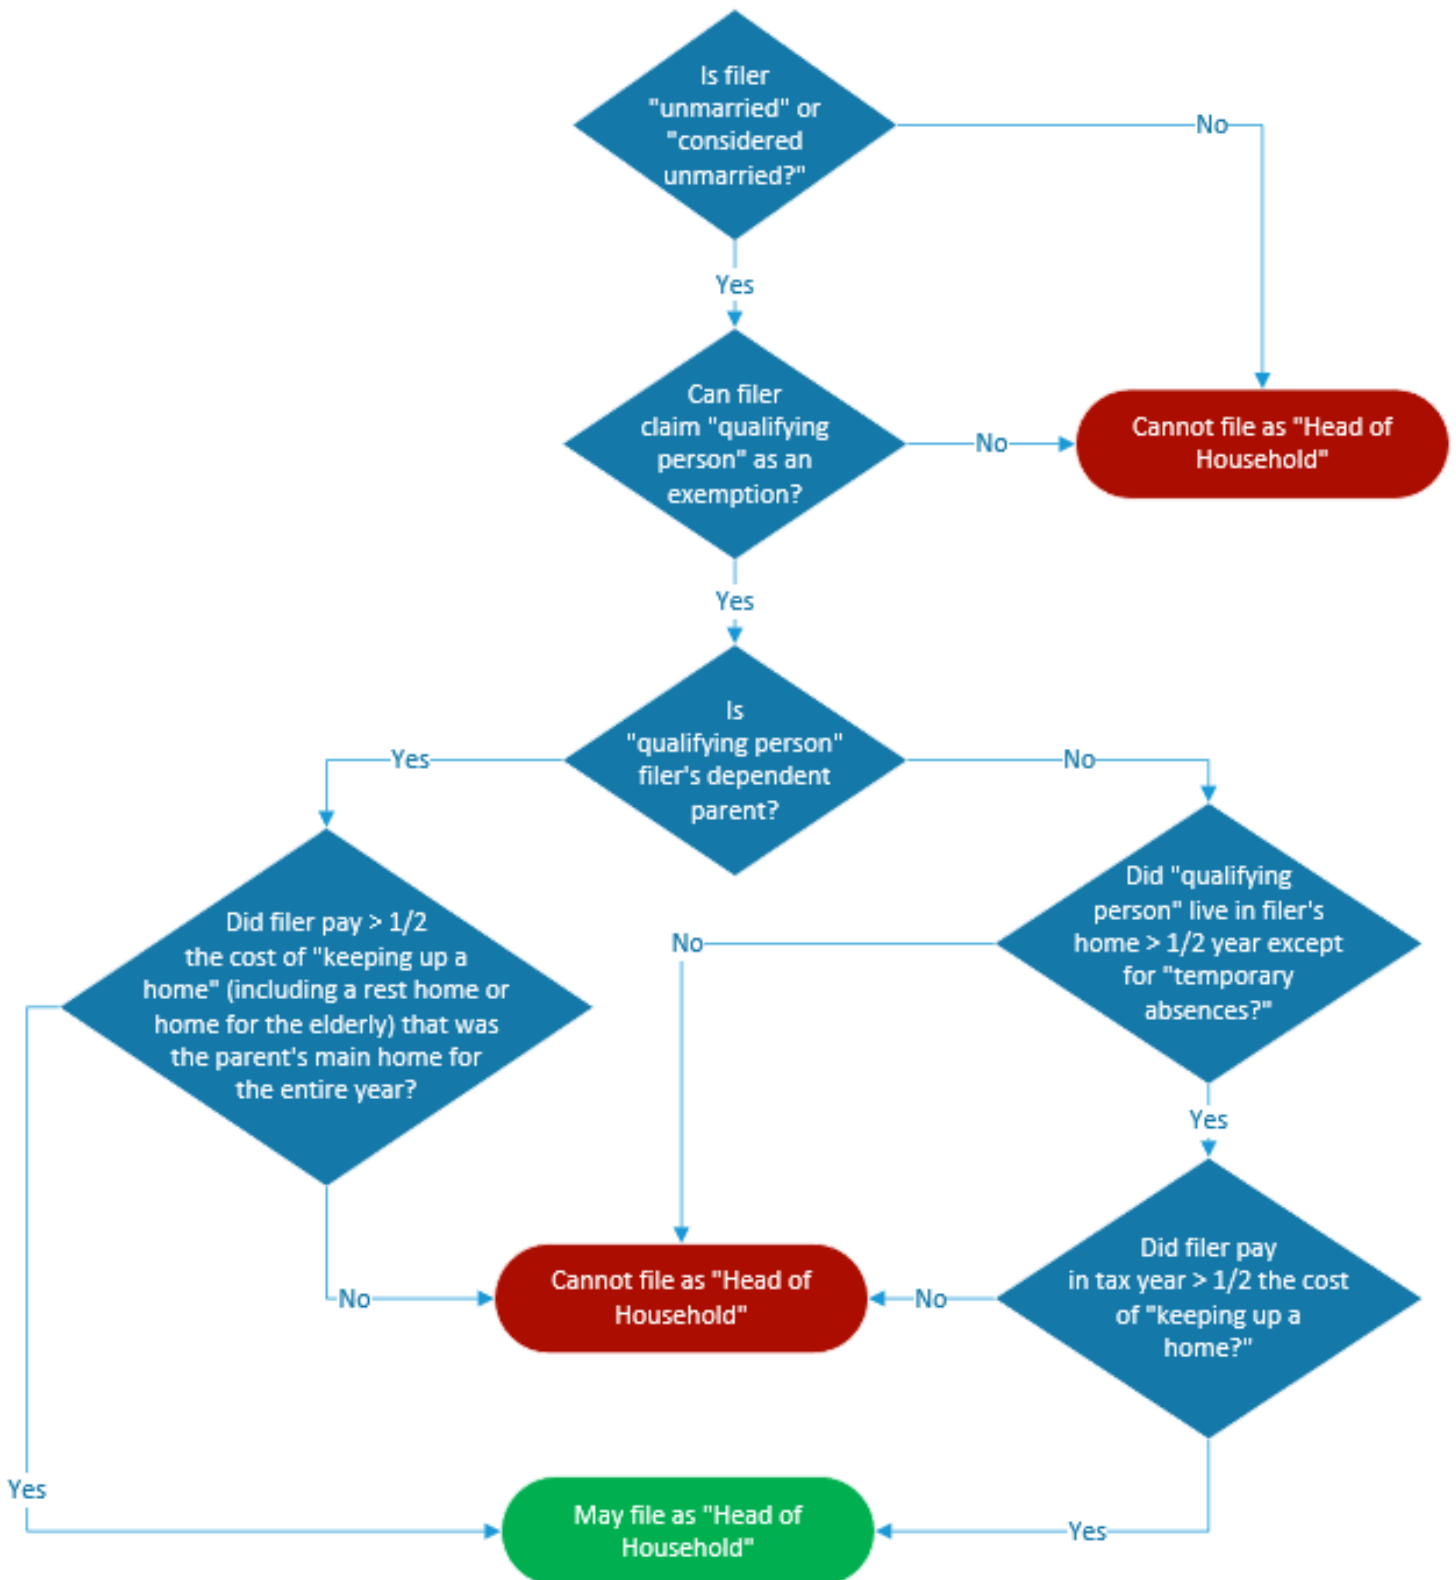 Is filer
"unmarried" or
"considered
unmarried?"
No
Yes
Can filer
claim "qualifying
person" as an
exemption?
No
Cannot file as "Head of
Household"
Yes
Is
"qualifying person"
filer's dependent
parent?
Yes
No
Did filer pay > 1/2
the cost of "keeping up a
home" (including a rest home or
home for the elderly) that was
the parent's main home for
the entire year?
Did "qualifying
person" live in filer's
home > 1/2 year except
for "temporary
absences?"
No
Yes
Did filer pay
in tax year > 1/2 the cost
of "keeping up a
home?"
No
Cannot file as "Head of
Household"
No
Yes
May file as "Head of
Household"
Yes